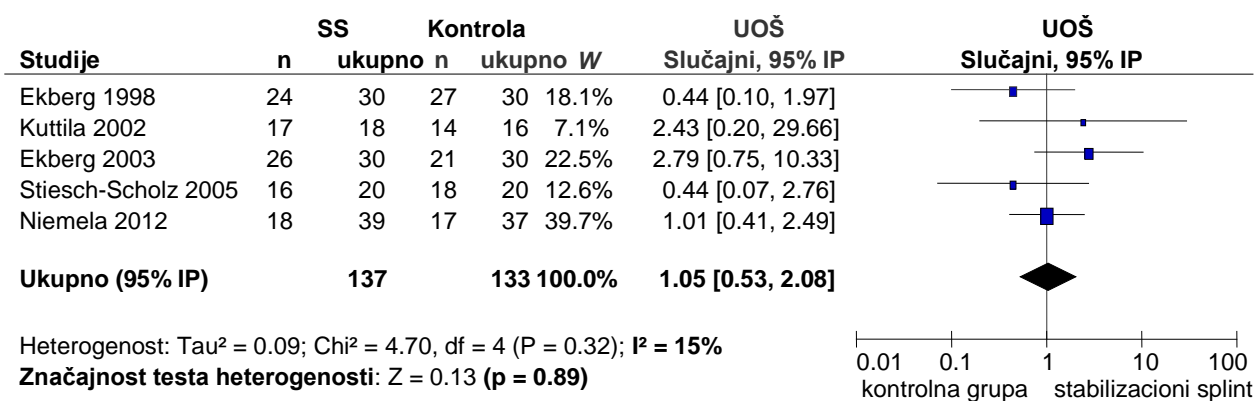 SS Kontrola UOŠ UOŠ
Studije n ukupno n ukupno W Slučajni, 95% IP Slučajni, 95% IP
Ekberg 1998 24 30 27 30 18.1% 0.44 [0.10, 1.97]
Kuttila 2002 17 18 14 16 7.1% 2.43 [0.20, 29.66]
Ekberg 2003 26 30 21 30 22.5% 2.79 [0.75, 10.33]
Stiesch-Scholz 2005 16 20 18 20 12.6% 0.44 [0.07, 2.76]
Niemela 2012 18 39 17 37 39.7% 1.01 [0.41, 2.49]
Ukupno (95% IP) 137 133 100.0% 1.05 [0.53, 2.08]
Heterogenost: Tau² = 0.09; Chi² = 4.70, df = 4 (P = 0.32); I² = 15%
Značajnost testa heterogenosti: Z = 0.13 (p = 0.89)
0.01 0.1 1 10 100
kontrolna grupa stabilizacioni splint